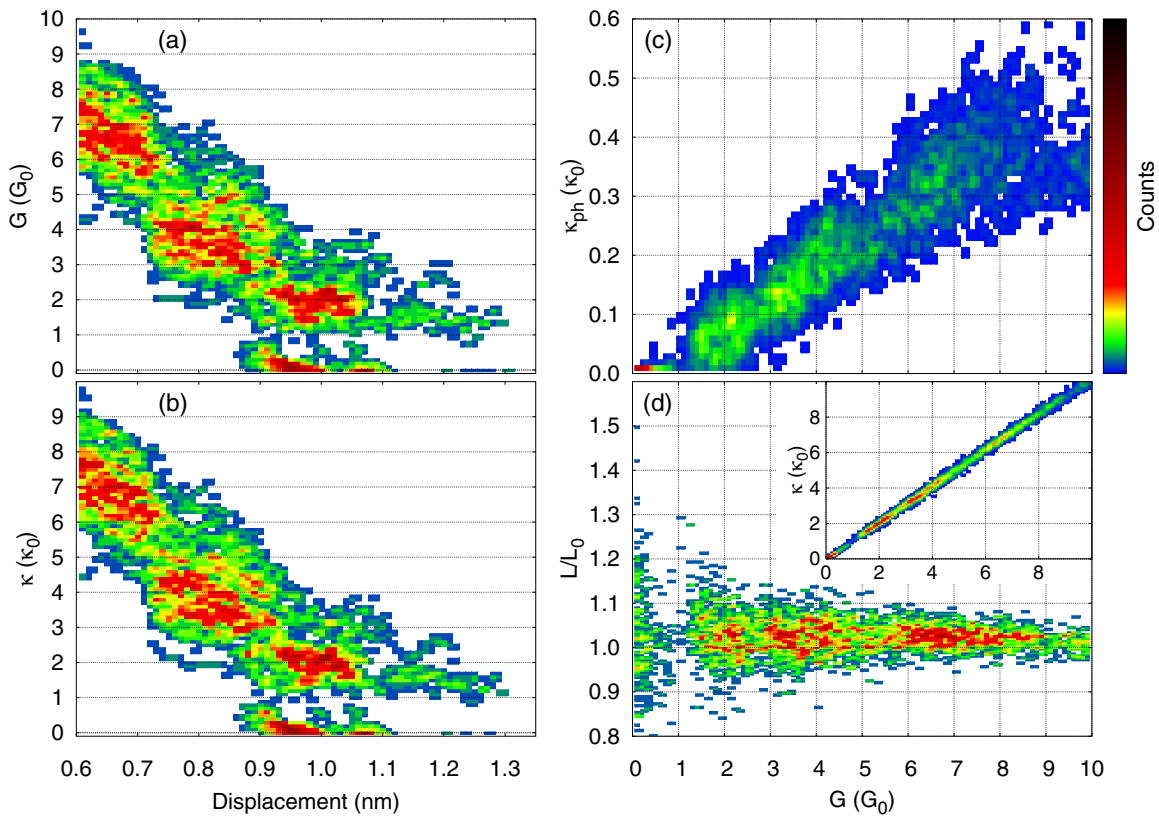 (a)
G (G0)
10
9
8
7
6
5
4
3
2
1
0
(b)
κ (κ0)
9
8
7
6
5
4
3
2
1
0
0.6 0.7 0.8 0.9 1.0 1.1 1.2 1.3
Displacement (nm)
(c)
κph (κ0)
0.6
0.5
0.4
0.3
0.2
0.1
0.0
Counts
(d)
L/L0
1.5
1.4
1.3
1.2
1.1
1.0
0.9
0.8
κ (κ0)
8
6
4
2
0
0 2 4 6 8
0 1 2 3 4 5 6 7 8 9 10
G (G0)